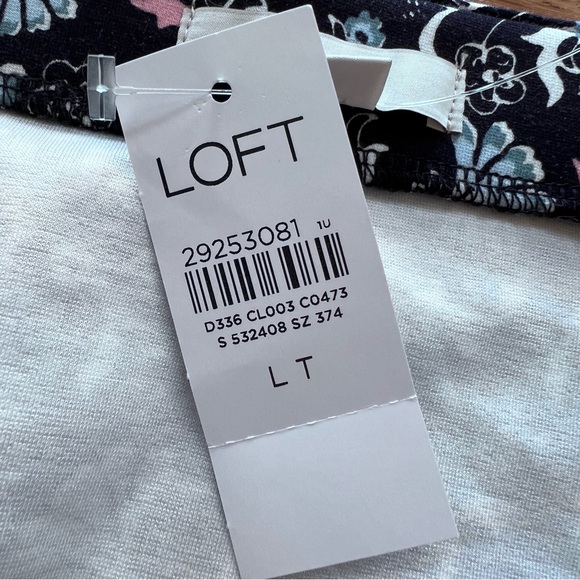 LOFT
29253081 1U
D336 CL003 C0473
S 532408 SZ 374
L T